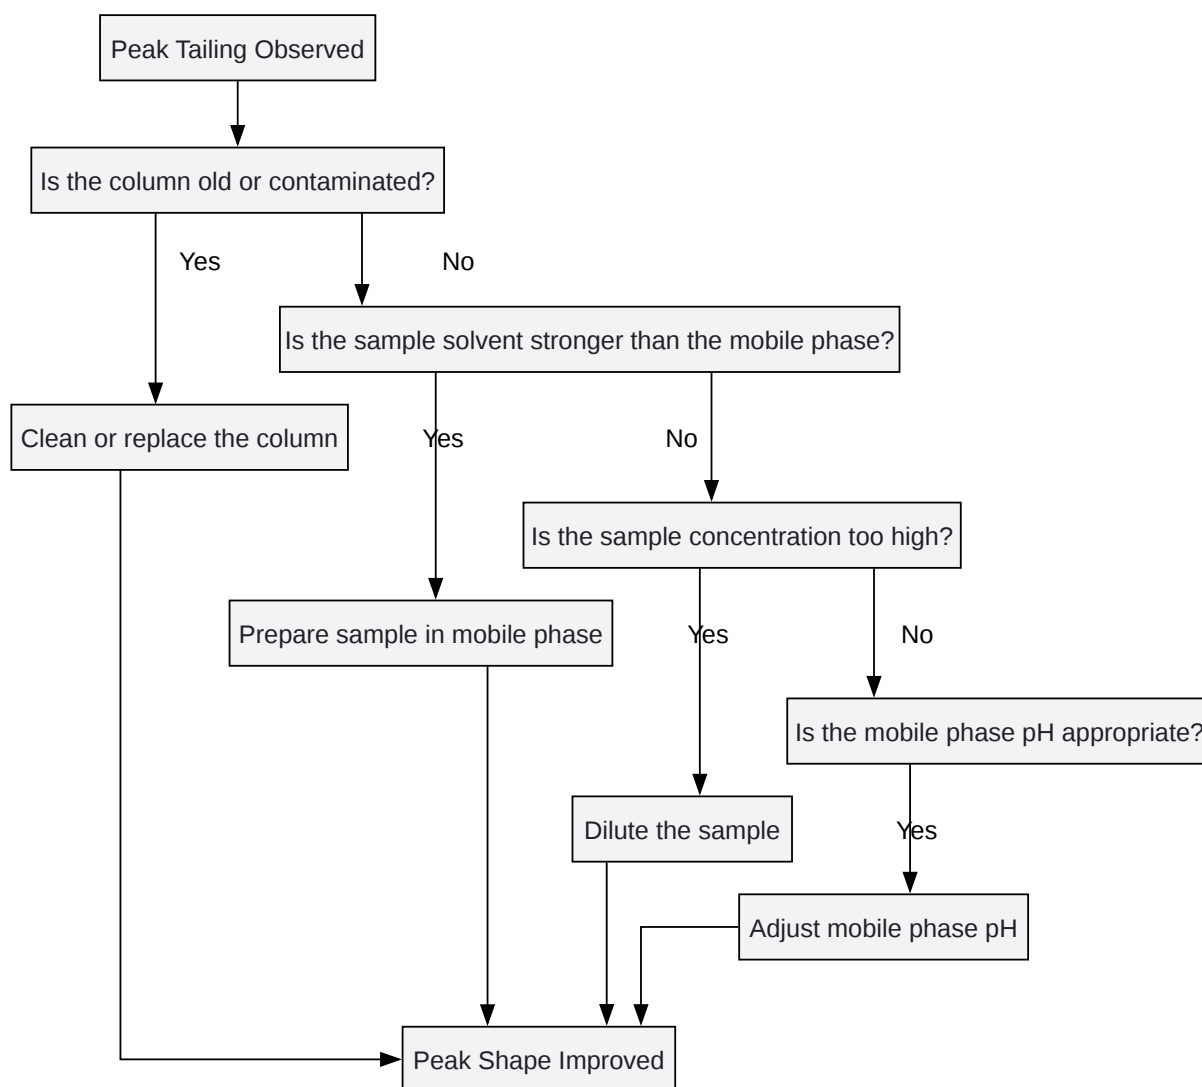 Peak Tailing Observed
Is the column old or contaminated?
Yes
No
Is the sample solvent stronger than the mobile phase?
Clean or replace the column
Yes
No
Is the sample concentration too high?
Prepare sample in mobile phase
Yes
No
Is the mobile phase pH appropriate?
Dilute the sample
Yes
Adjust mobile phase pH
Peak Shape Improved